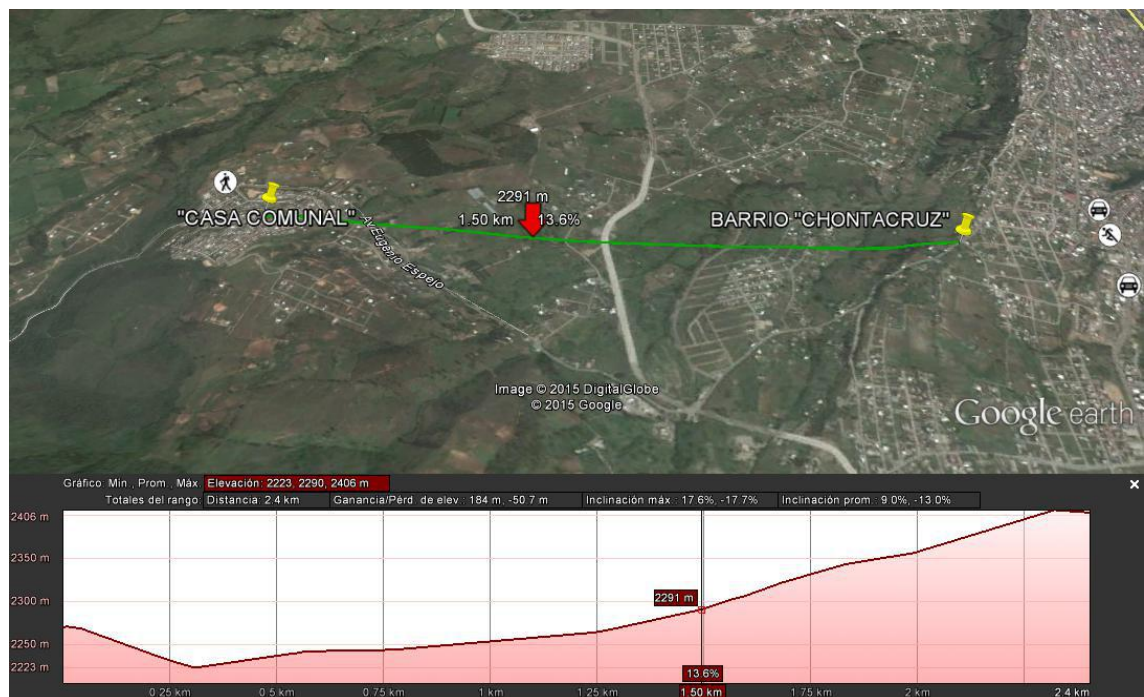 2291 m
1.50 km 13.6%
"CASA COMUNAL"
BARRIO "CHONTACRUZ"
Av Eugenio Espejo
Image © 2015 DigitalGlobe
© 2015 Google
Google earth
Gráfico: Mín., Prom., Máx. Elevación: 2223, 2290, 2406 m
Totales del rango: Distancia: 2.4 km Ganancia/Pérd. de elev.: 184 m, -50.7 m Inclinación máx.: 17.6%, -17.7% Inclinación prom.: 9.0%, -13.0%
2406 m
2350 m
2300 m
2291 m
2250 m
2223 m
13.6%
0.25 km 0.5 km 0.75 km 1 km 1.25 km 1.50 km 1.75 km 2 km 2.4 km